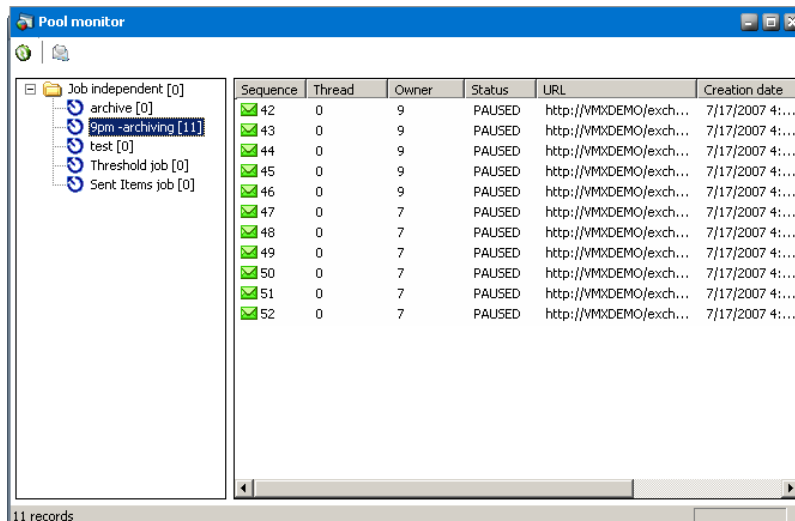 Pool monitor
Job independent [0]
archive [0]
9pm -archiving [11]
test [0]
Threshold job [0]
Sent Items job [0]
Sequence Thread Owner Status URL Creation date
42 0 9 PAUSED http://VMXDEMO/exch... 7/17/2007 4:...
43 0 9 PAUSED http://VMXDEMO/exch... 7/17/2007 4:...
44 0 9 PAUSED http://VMXDEMO/exch... 7/17/2007 4:...
45 0 9 PAUSED http://VMXDEMO/exch... 7/17/2007 4:...
46 0 9 PAUSED http://VMXDEMO/exch... 7/17/2007 4:...
47 0 7 PAUSED http://VMXDEMO/exch... 7/17/2007 4:...
48 0 7 PAUSED http://VMXDEMO/exch... 7/17/2007 4:...
49 0 7 PAUSED http://VMXDEMO/exch... 7/17/2007 4:...
50 0 7 PAUSED http://VMXDEMO/exch... 7/17/2007 4:...
51 0 7 PAUSED http://VMXDEMO/exch... 7/17/2007 4:...
52 0 7 PAUSED http://VMXDEMO/exch... 7/17/2007 4:...
11 records